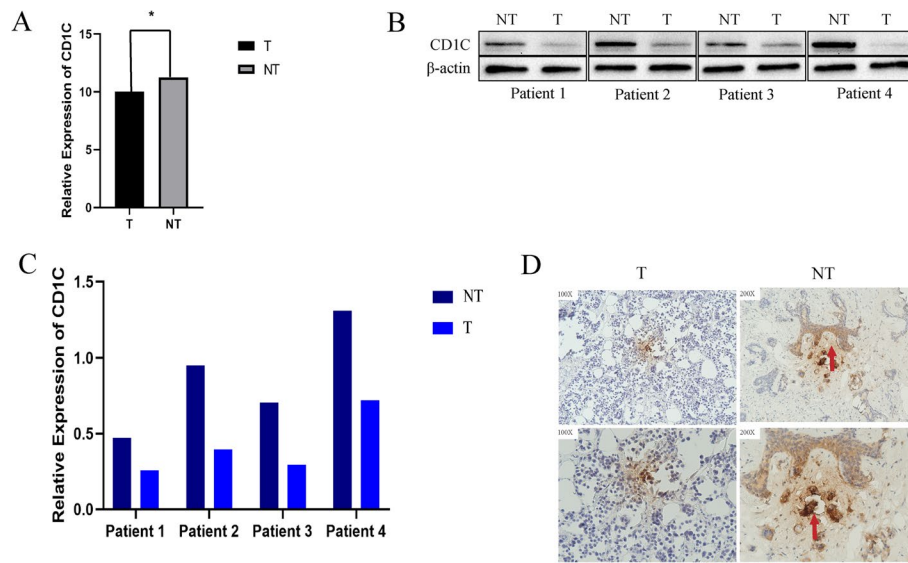 A
*
Relative Expression of CD1C
15
10
5
0
T
NT
T
NT
B
NT T NT T NT T NT T
CD1C
β-actin
Patient 1 Patient 2 Patient 3 Patient 4
C
Relative Expression of CD1C
1.5
1.0
0.5
0.0
Patient 1 Patient 2 Patient 3 Patient 4
NT
T
D
T NT
100X 200X
100X 200X